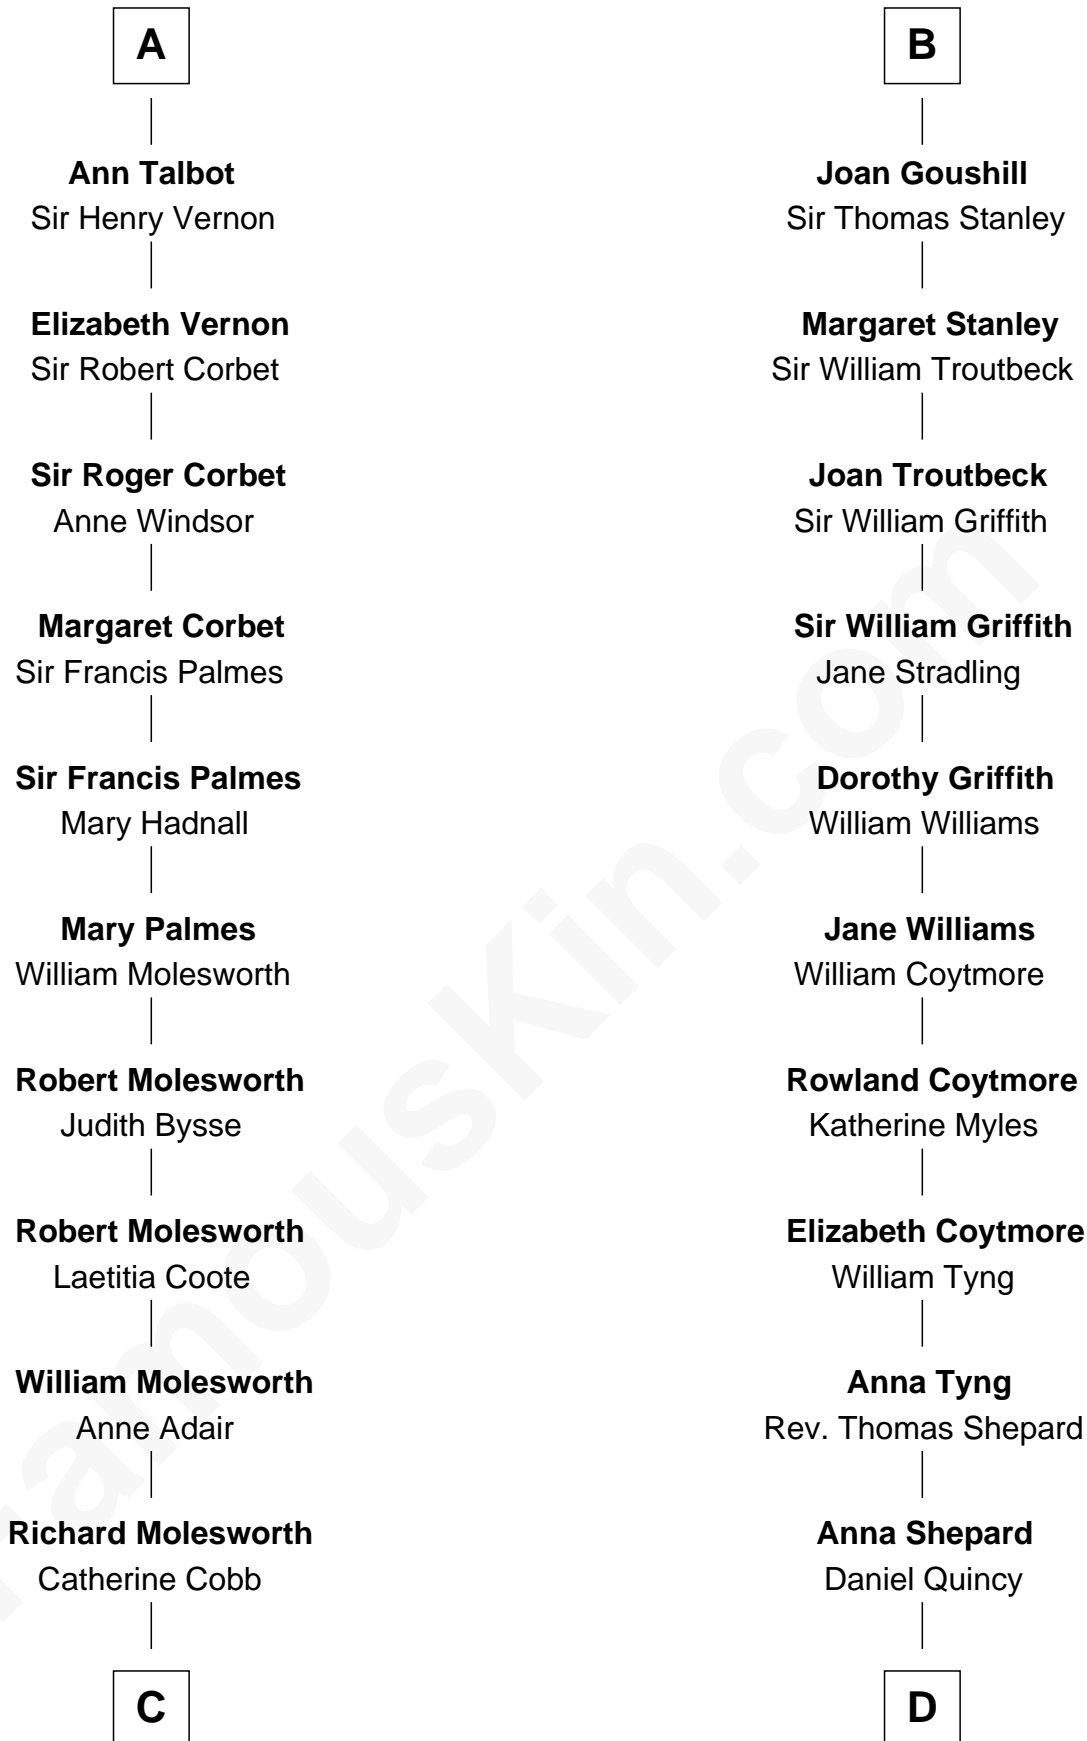 A
Ann Talbot
Sir Henry Vernon
Elizabeth Vernon
Sir Robert Corbet
Sir Roger Corbet
Anne Windsor
Margaret Corbet
Sir Francis Palmes
Sir Francis Palmes
Mary Hadnall
Mary Palmes
William Molesworth
Robert Molesworth
Judith Bysse
Robert Molesworth
Laetitia Coote
William Molesworth
Anne Adair
Richard Molesworth
Catherine Cobb
C
B
Joan Goushill
Sir Thomas Stanley
Margaret Stanley
Sir William Troutbeck
Joan Troutbeck
Sir William Griffith
Sir William Griffith
Jane Stradling
Dorothy Griffith
William Williams
Jane Williams
William Coytmore
Rowland Coytmore
Katherine Myles
Elizabeth Coytmore
William Tyng
Anna Tyng
Rev. Thomas Shepard
Anna Shepard
Daniel Quincy
D
FamousKin.com